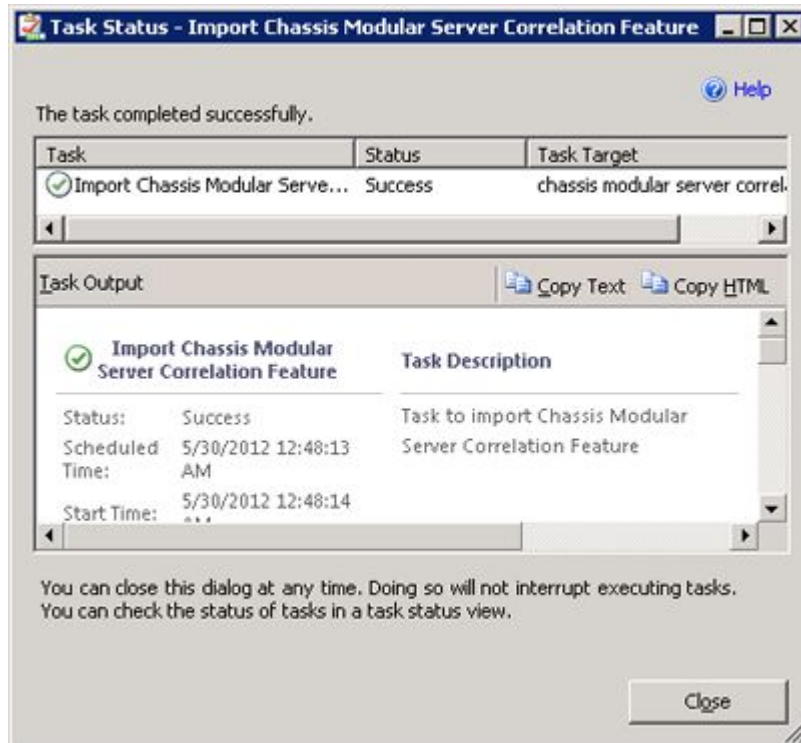 Task Status - Import Chassis Modular Server Correlation Feature
Help
The task completed successfully.
Task Status Task Target
Import Chassis Modular Serve... Success chassis modular server correl
Task Output Copy Text Copy HTML
Import Chassis Modular
Server Correlation Feature
Task Description
Status: Success
Scheduled Time: 5/30/2012 12:48:13 AM
Start Time: 5/30/2012 12:48:14
Task to import Chassis Modular
Server Correlation Feature
You can close this dialog at any time. Doing so will not interrupt executing tasks.
You can check the status of tasks in a task status view.
Close